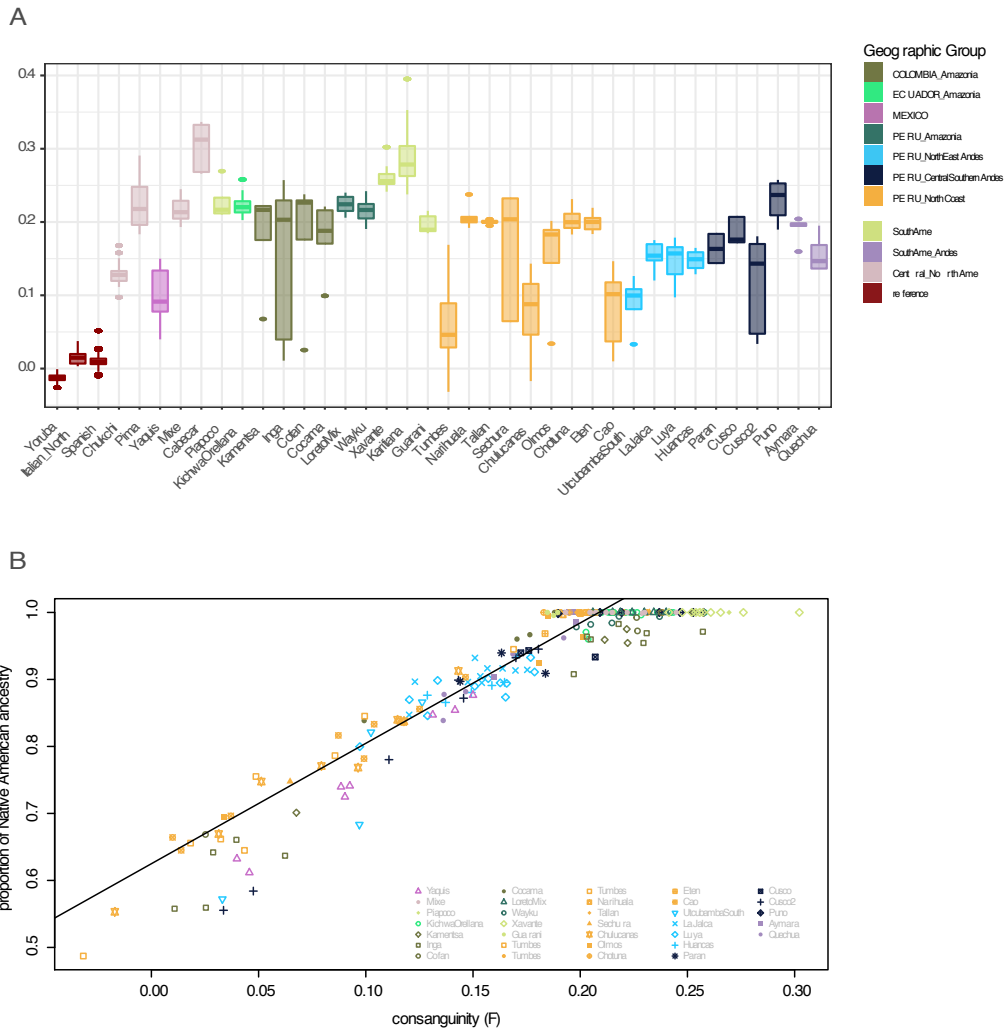 A
Geog raphic Group
COLOMBIA_Amazonia
EC UADOR_Amazonia
MEXICO
PE RU_Amazonia
PE RU_NorthEast Andes
PE RU_CentralSouthern Andes
PE RU_North Coast
SouthAme
SouthAme_Andes
Cent ral_No rth Ame
re ference
0.4
0.3
0.2
0.1
0.0
Yoruba
Italian_North
Spanish
Chukchi
Pima
Yaquis
Mixe
Cabecar
Piapoco
KichwaOrellana
Kamentsa
Inga
Cofan
Cocama
LoretoMix
Wayku
Xavante
Karitiana
Guarani
Tumbes
Narihuala
Tallan
Sechura
Chulucanas
Olmos
Chotuna
Eten
Cao
UtcubambaSouth
LaJalca
Luya
Huancas
Paran
Cusco
Cusco2
Puno
Aymara
Quechua
B
proportion of Native American ancestry
1.0
0.9
0.8
0.7
0.6
0.5
Yaquis
Mixe
Piapoco
KichwaOrellana
Kamentsa
Inga
Cofan
Cocama
LoretoMix
Wayku
Xavante
Gua rani
Tumbes
Tumbes
Tumbes
Narihuala
Tallan
Sechu ra
Chulucanas
Olmos
Chotuna
Eten
Cao
UtcubambaSouth
LaJalca
Luya
Huancas
Paran
Cusco
Cusco2
Puno
Aymara
Quechua
0.00
0.05
0.10
0.15
0.20
0.25
0.30
consanguinity (F)